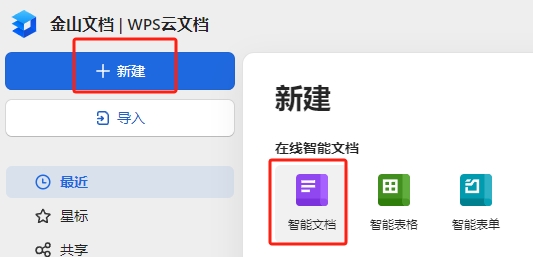 金山文档 | WPS云文档
新建
导入
最近
星标
共享
新建
在线智能文档
智能文档 智能表格 智能表单